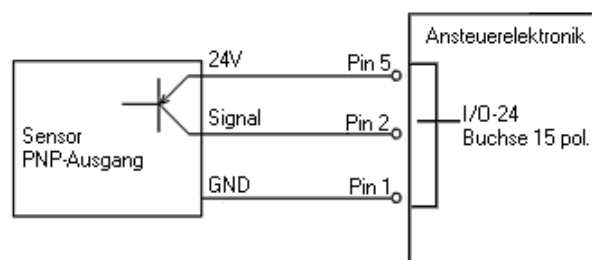 Ansteuerelektronik
24V
Pin 5
Signal
Pin 2
I/O-24
Buchse 15 pol.
Sensor
PNP-Ausgang
GND
Pin 1